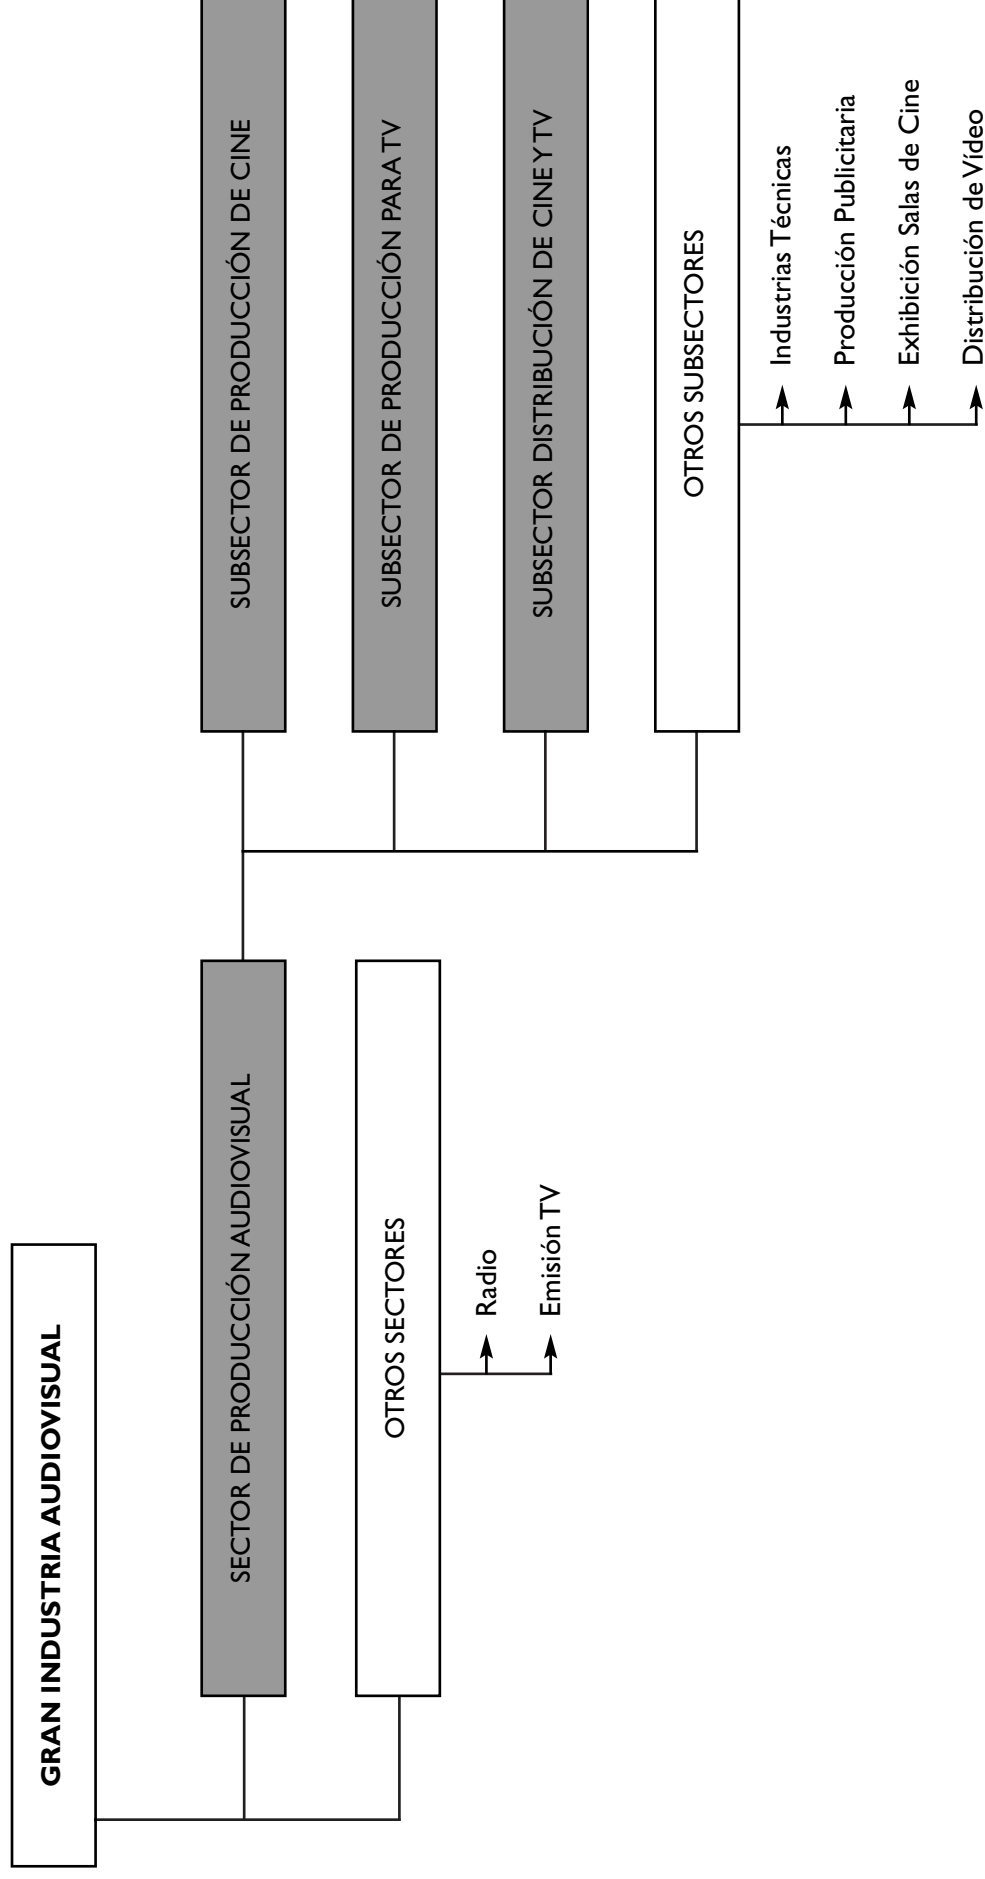 GRAN INDUSTRIA AUDIOVISUAL
SECTOR DE PRODUCCIÓN AUDIOVISUAL
OTROS SECTORES
Radio
Emisión TV
SUBSECTOR DE PRODUCCIÓN DE CINE
SUBSECTOR DE PRODUCCIÓN PARA TV
SUBSECTOR DISTRIBUCIÓN DE CINE Y TV
OTROS SUBSECTORES
Industrias Técnicas
Producción Publicitaria
Exhibición Salas de Cine
Distribución de Vídeo